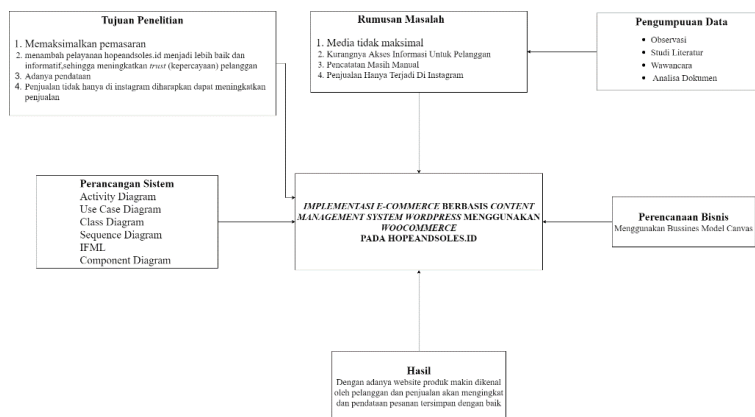 Tujuan Penelitian
1. Memaksimalkan pemasaran
2. menambah pelayanan hopeandsoles.id menjadi lebih baik dan
informatif,sehingga meningkatkan trust (kepercayaan) pelanggan
3. Adanya pendataan
4. Penjualan tidak hanya di instagram diharapkan dapat meningkatkan
penjualan
Rumusan Masalah
1. Media tidak maksimal
2. Kurangnya Akses Informasi Untuk Pelanggan
3. Pencatatan Masih Manual
4. Penjualan Hanya Terjadi Di Instagram
Pengumpuuan Data
• Observasi
• Studi Literatur
• Wawancara
• Analisa Dokumen
Perancangan Sistem
Activity Diagram
Use Case Diagram
Class Diagram
Sequence Diagram
IFML
Component Diagram
IMPLEMENTASI E-COMMERCE BERBASIS CONTENT
MANAGEMENT SYSTEM WORDPRESS MENGGUNAKAN
WOOCOMMERCE
PADA HOPEANDSOLES.ID
Perencanaan Bisnis
Menggunakan Bussines Model Canvas
Hasil
Dengan adanya website produk makin dikenal
oleh pelanggan dan penjualan akan mengingkat
dan pendataan pesanan tersimpan dengan baik